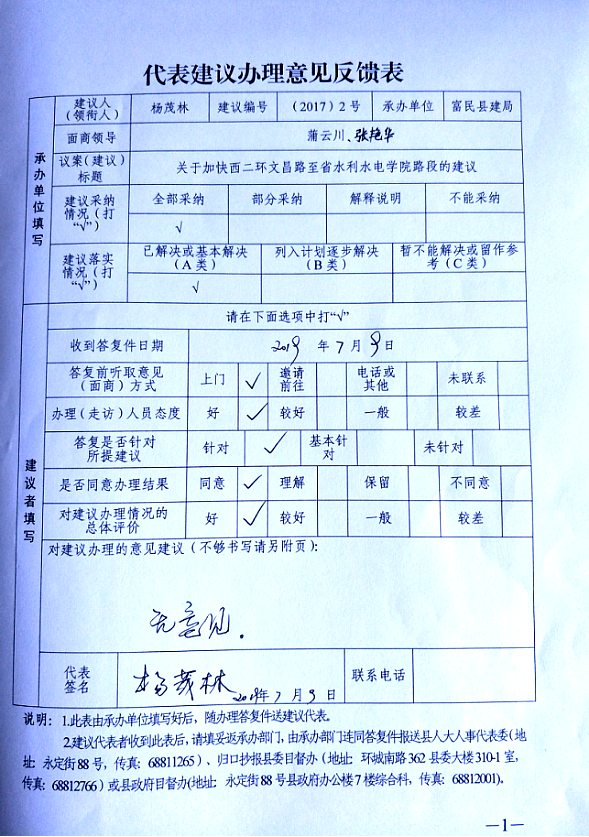 代表建议办理意见反馈表
承办单位填写
建议人（领衔人） 杨茂林 建议编号 （2017）2号 承办单位 富民县建局
面商领导 蒲云川、张艳华
议案（建议）标题 关于加快西二环文昌路至省水利水电学院路段的建议
建议采纳情况（打“√”） 全部采纳 部分采纳 解释说明 不能采纳
√
建议落实情况（打“√”） 已解决或基本解决（A类） 列入计划逐步解决（B类） 暂不能解决或留作参考（C类）
√
建议者填写
请在下面选项中打“√”
收到答复件日期 2019年7月9日
答复前听取意见（面商）方式 上门 √ 邀请前往 电话或其他 未联系
办理（走访）人员态度 好 √ 较好 一般 较差
答复是否针对所提建议 针对 √ 基本针对 未针对
是否同意办理结果 同意 √ 理解 保留 不同意
对建议办理情况的总体评价 好 √ 较好 一般 较差
对建议办理的意见建议（不够书写请另附页）：
无意见.
代表签名 杨茂林 2019年7月9日 联系电话
说明：1.此表由承办单位填写好后，随办理答复件送建议代表。
2.建议代表者收到此表后，请填妥返承办部门，由承办部门连同答复件报送县人大人事代表委(地
址：永定街88号，传真：68811265）、归口抄报县委目督办（地址：环城南路362县委大楼310-1室，
传真：68812766）或县政府目督办(地址：永定街88号县政府办公楼7楼综合科，传真：68812001)。
—1—